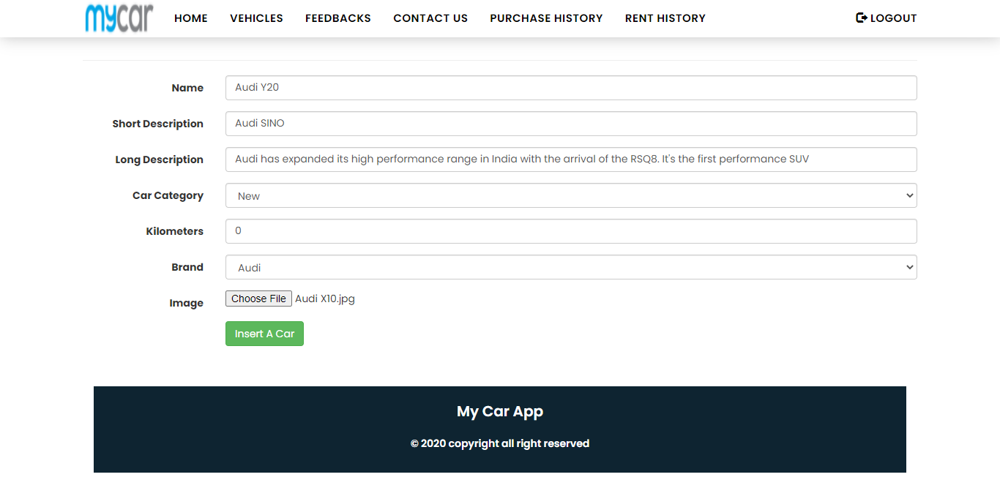 mycar HOME VEHICLES FEEDBACKS CONTACT US PURCHASE HISTORY RENT HISTORY LOGOUT
Name Audi Y20
Short Description Audi SINO
Long Description Audi has expanded its high performance range in India with the arrival of the RSQ8. It's the first performance SUV
Car Category New
Kilometers 0
Brand Audi
Image Choose File Audi X10.jpg
Insert A Car
My Car App
© 2020 copyright all right reserved